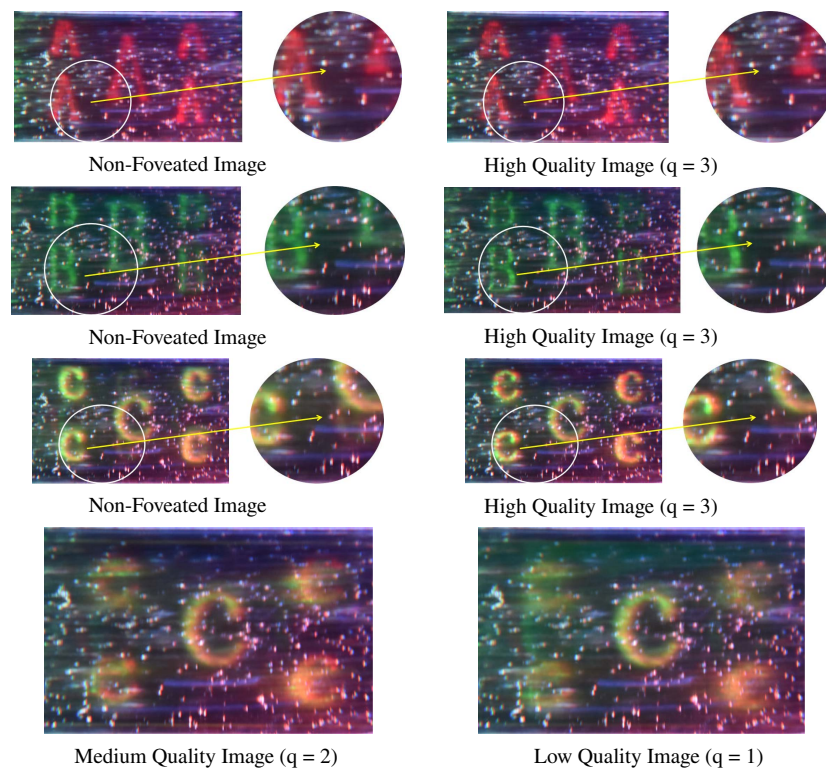 A A A
A A A
Non-Foveated Image
High Quality Image (q = 3)
B B B
B B
Non-Foveated Image
High Quality Image (q = 3)
C C
C
C C
C C
C
C C
Non-Foveated Image
High Quality Image (q = 3)
C
C
Medium Quality Image (q = 2)
Low Quality Image (q = 1)